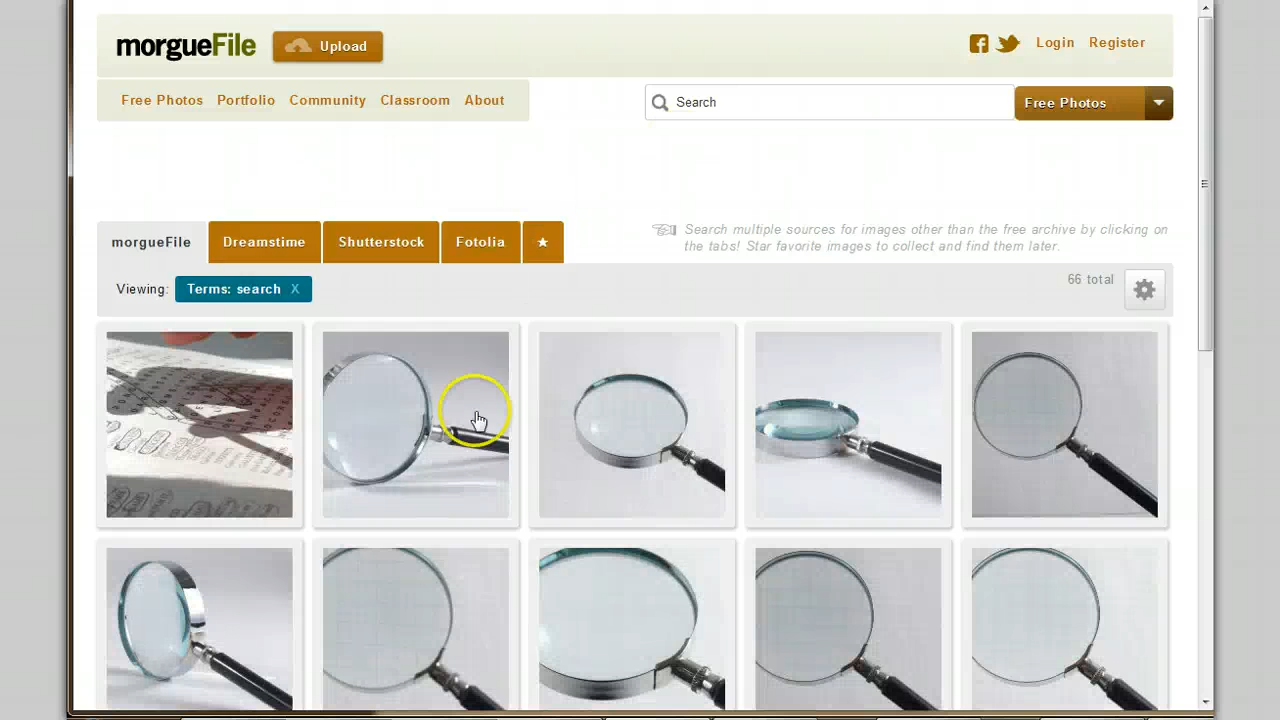 morgueFile
Upload
Login Register
Free Photos Portfolio Community Classroom About
Search
Free Photos
morgueFile Dreamstime Shutterstock Fotolia ★
Search multiple sources for images other than the free archive by clicking on
the tabs! Star favorite images to collect and find them later.
Viewing: Terms: search X
66 total